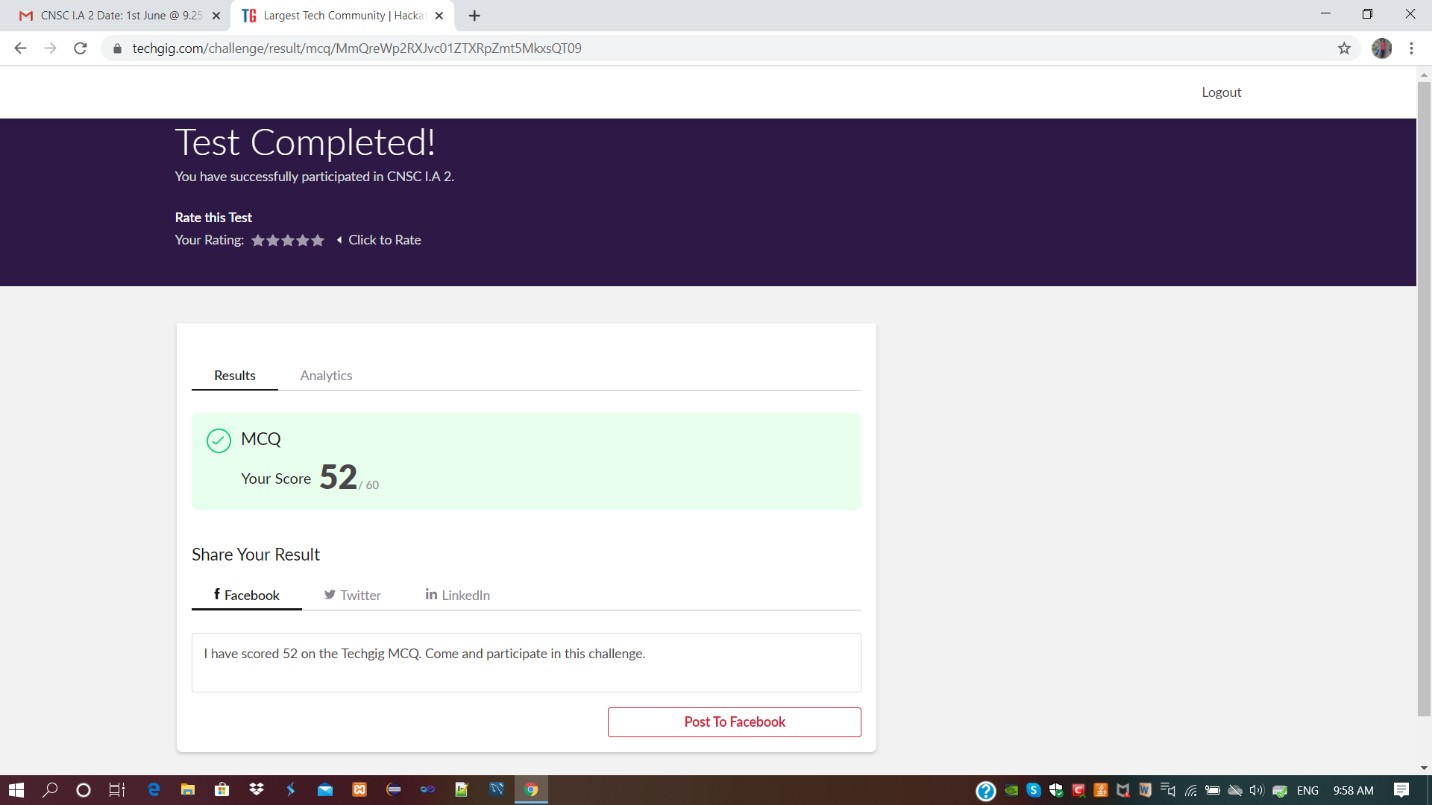 CNSC I.A 2 Date: 1st June @ 9.25
TG Largest Tech Community | Hacka
techgig.com/challenge/result/mcq/MmQreWp2RXJvc01ZTXRpZmt5MkxsQT09
Logout
Test Completed!
You have successfully participated in CNSC I.A 2.
Rate this Test
Your Rating: Click to Rate
Results Analytics
MCQ
Your Score 52 / 60
Share Your Result
Facebook Twitter LinkedIn
I have scored 52 on the Techgig MCQ. Come and participate in this challenge.
Post To Facebook
ENG 9:58 AM